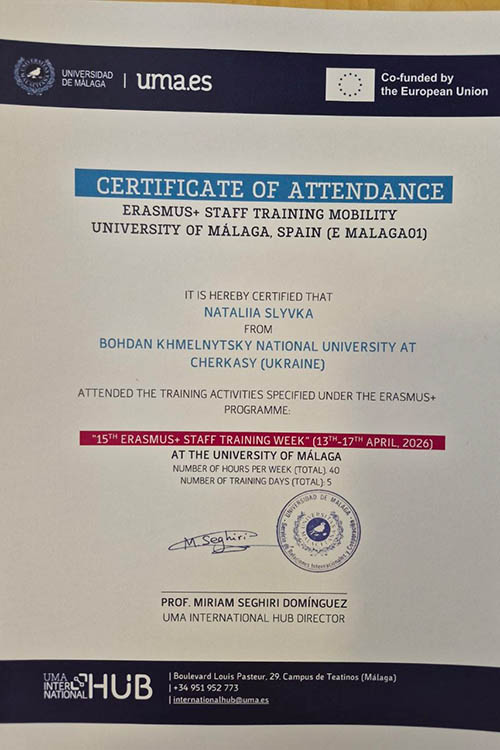 UNIVERSIDAD
DE MÁLAGA
uma.es
Co-funded by
the European Union
CERTIFICATE OF ATTENDANCE
ERASMUS+ STAFF TRAINING MOBILITY
UNIVERSITY OF MÁLAGA, SPAIN (E MALAGA01)
IT IS HEREBY CERTIFIED THAT
NATALIIA SLYVKA
FROM
BOHDAN KHMELNYTSKY NATIONAL UNIVERSITY AT
CHERKASY (UKRAINE)
ATTENDED THE TRAINING ACTIVITIES SPECIFIED UNDER THE ERASMUS+
PROGRAMME:
"15TH ERASMUS+ STAFF TRAINING WEEK" (13TH-17TH APRIL, 2026)
AT THE UNIVERSITY OF MÁLAGA
NUMBER OF HOURS PER WEEK (TOTAL): 40
NUMBER OF TRAINING DAYS (TOTAL): 5
M. Seghiri
UNIVERSIDAD DE MÁLAGA
PROF. MIRIAM SEGHIRI DOMÍNGUEZ
UMA INTERNATIONAL HUB DIRECTOR
UMA
INTER
NATIONAL
HUB
Boulevard Louis Pasteur, 29. Campus de Teatinos (Málaga)
+34 951 952 773
internationalhub@uma.es